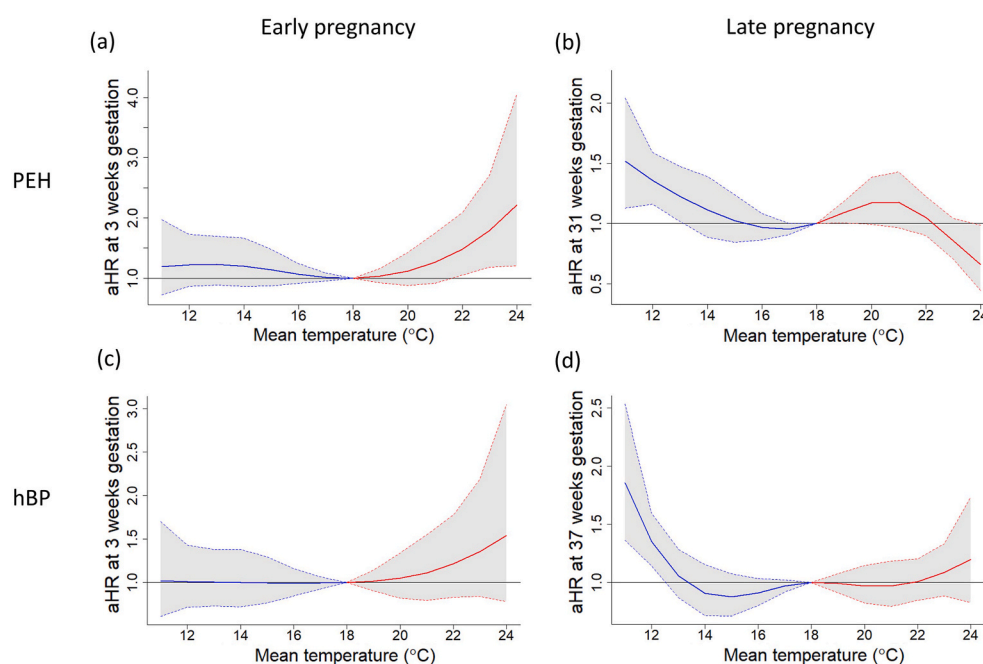 Early pregnancy
Late pregnancy
PEH
hBP
(a)
aHR at 3 weeks gestation
1.0
2.0
3.0
4.0
12
14
16
18
20
22
24
Mean temperature (°C)
(b)
aHR at 31 weeks gestation
0.5
1.0
1.5
2.0
12
14
16
18
20
22
24
Mean temperature (°C)
(c)
aHR at 3 weeks gestation
1.0
1.5
2.0
2.5
3.0
12
14
16
18
20
22
24
Mean temperature (°C)
(d)
aHR at 37 weeks gestation
1.0
1.5
2.0
2.5
12
14
16
18
20
22
24
Mean temperature (°C)